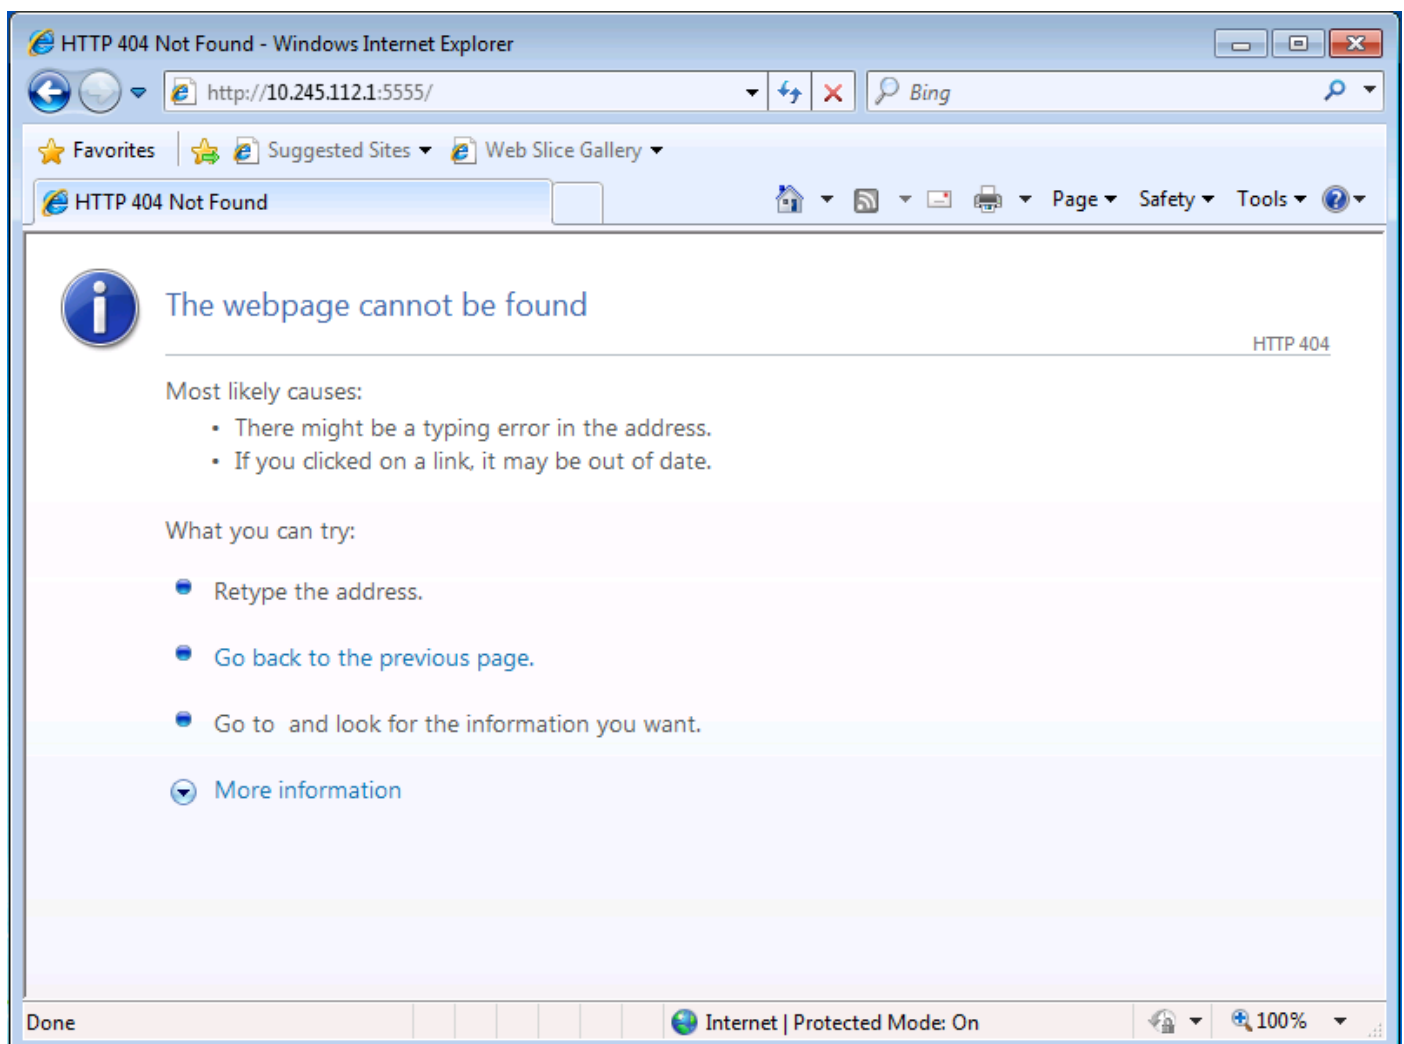 HTTP 404 Not Found - Windows Internet Explorer
http://10.245.112.1:5555/
Bing
Favorites Suggested Sites Web Slice Gallery
HTTP 404 Not Found
Page Safety Tools
The webpage cannot be found
HTTP 404
Most likely causes:
• There might be a typing error in the address.
• If you clicked on a link, it may be out of date.
What you can try:
Retype the address.
Go back to the previous page.
Go to  and look for the information you want.
More information
Done
Internet | Protected Mode: On
100%